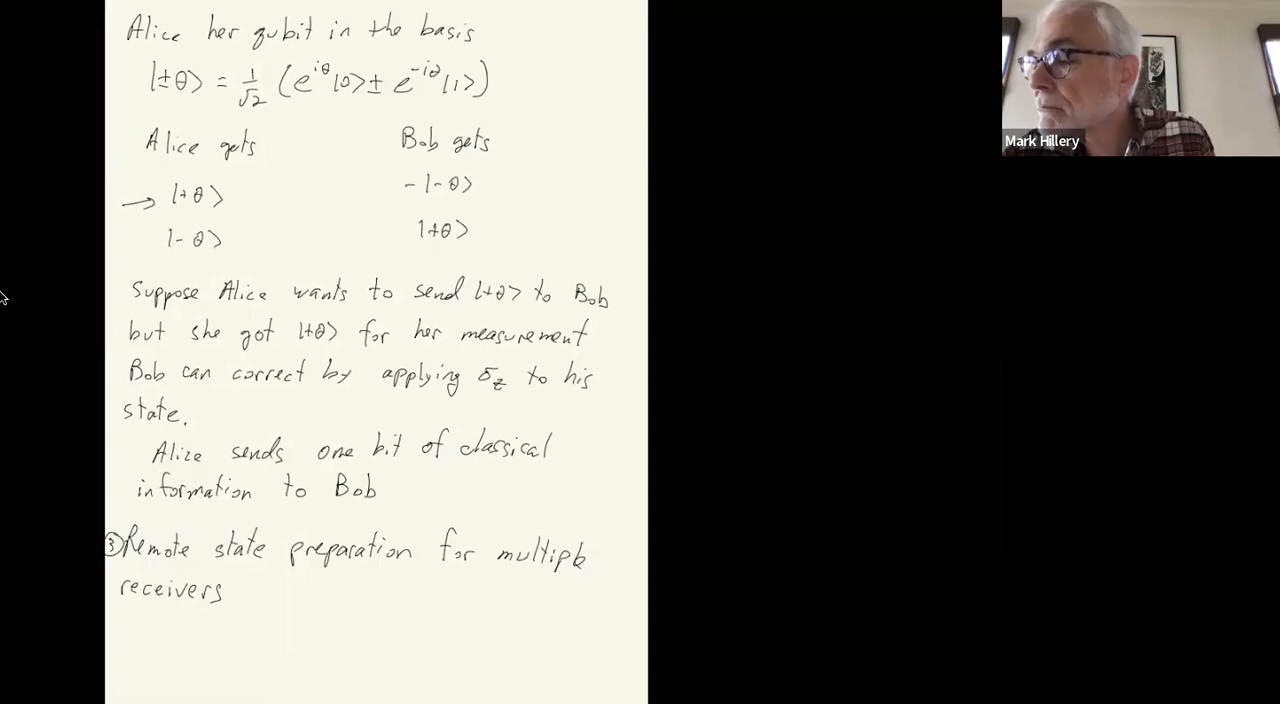 Alice her qubit in the basis
|±θ⟩ = 1/√2 (e^{iθ}|0⟩ ± e^{-iθ}|1⟩)
Alice gets Bob gets
→ |+θ⟩ -|-θ⟩
|-θ⟩ |+θ⟩
Suppose Alice wants to send |+θ⟩ to Bob
but she got |+θ⟩ for her measurement
Bob can correct by applying σ_z to his
state.
Alice sends one bit of classical
information to Bob
③ Remote state preparation for multiple
receivers
Mark Hillery